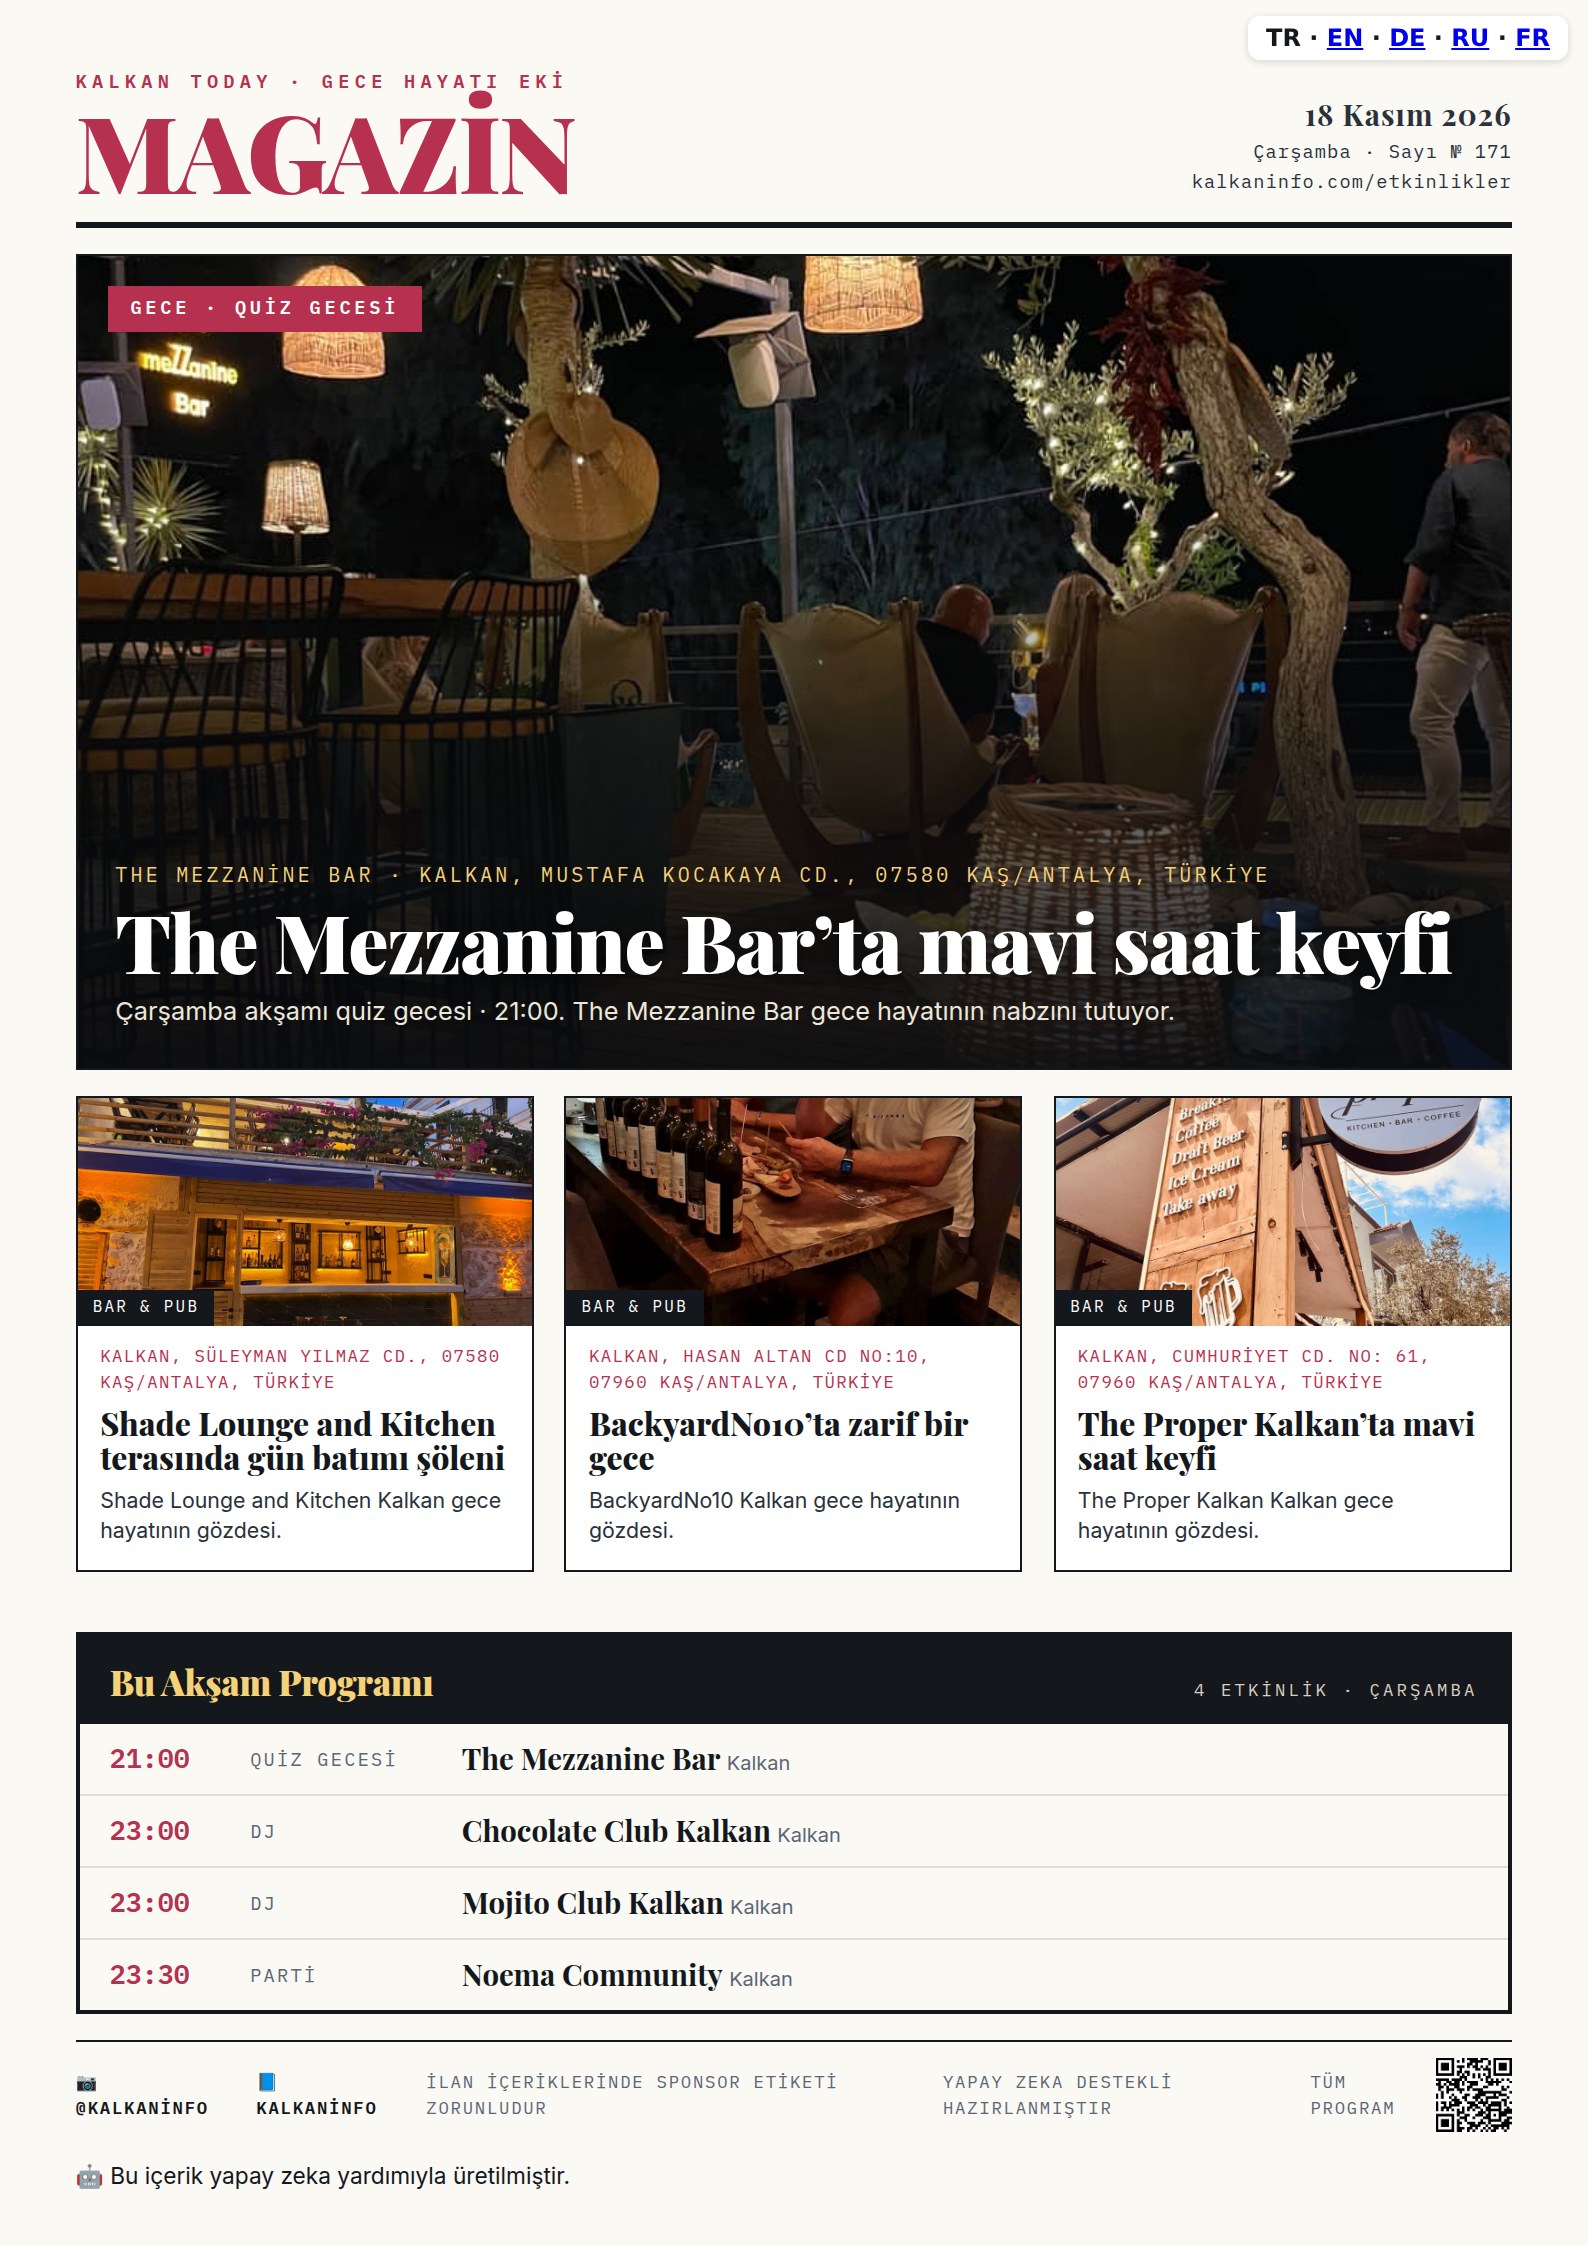 TR · EN · DE · RU · FR
KALKAN TODAY · GECE HAYATI EKİ
MAGAZİN
18 Kasım 2026
Çarşamba · Sayı № 171
kalkaninfo.com/etkinlikler
GECE · QUİZ GECESİ
meZZanine
Bar
THE MEZZANİNE BAR · KALKAN, MUSTAFA KOCAKAYA CD., 07580 KAŞ/ANTALYA, TÜRKİYE
The Mezzanine Bar’ta mavi saat keyfi
Çarşamba akşamı quiz gecesi · 21:00. The Mezzanine Bar gece hayatının nabzını tutuyor.
BAR & PUB
KALKAN, SÜLEYMAN YILMAZ CD., 07580
KAŞ/ANTALYA, TÜRKİYE
Shade Lounge and Kitchen
terasında gün batımı şöleni
Shade Lounge and Kitchen Kalkan gece
hayatının gözdesi.
BAR & PUB
KALKAN, HASAN ALTAN CD NO:10,
07960 KAŞ/ANTALYA, TÜRKİYE
BackyardNo10’ta zarif bir
gece
BackyardNo10 Kalkan gece hayatının
gözdesi.
Breakfa
Coffee
Draft Beer
Ice Cream
Take away
KITCHEN • BAR • COFFEE
BAR & PUB
KALKAN, CUMHURİYET CD. NO: 61,
07960 KAŞ/ANTALYA, TÜRKİYE
The Proper Kalkan’ta mavi
saat keyfi
The Proper Kalkan Kalkan gece
hayatının gözdesi.
Bu Akşam Programı
4 ETKİNLİK · ÇARŞAMBA
21:00 QUİZ GECESİ The Mezzanine Bar Kalkan
23:00 DJ Chocolate Club Kalkan Kalkan
23:00 DJ Mojito Club Kalkan Kalkan
23:30 PARTİ Noema Community Kalkan
@KALKANİNFO
KALKANİNFO
İLAN İÇERİKLERİNDE SPONSOR ETİKETİ
ZORUNLUDUR
YAPAY ZEKA DESTEKLİ
HAZIRLANMIŞTIR
TÜM
PROGRAM
🤖 Bu içerik yapay zeka yardımıyla üretilmiştir.